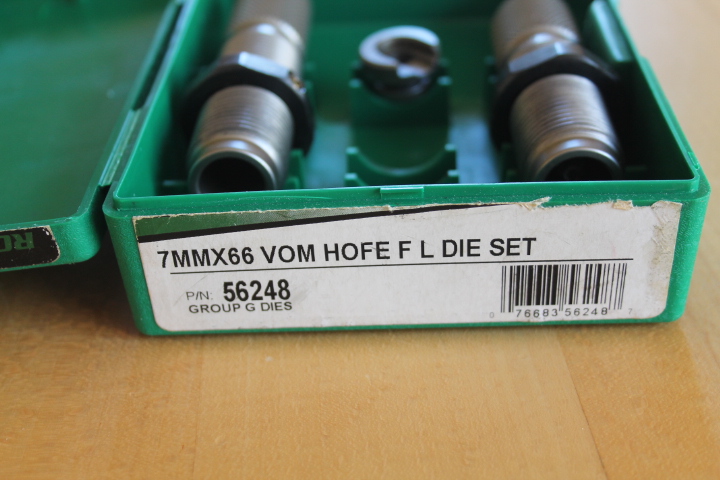 7MMX66 VOM HOFE F L DIE SET
P/N: 56248
GROUP G DIES
0 76683 56248 7